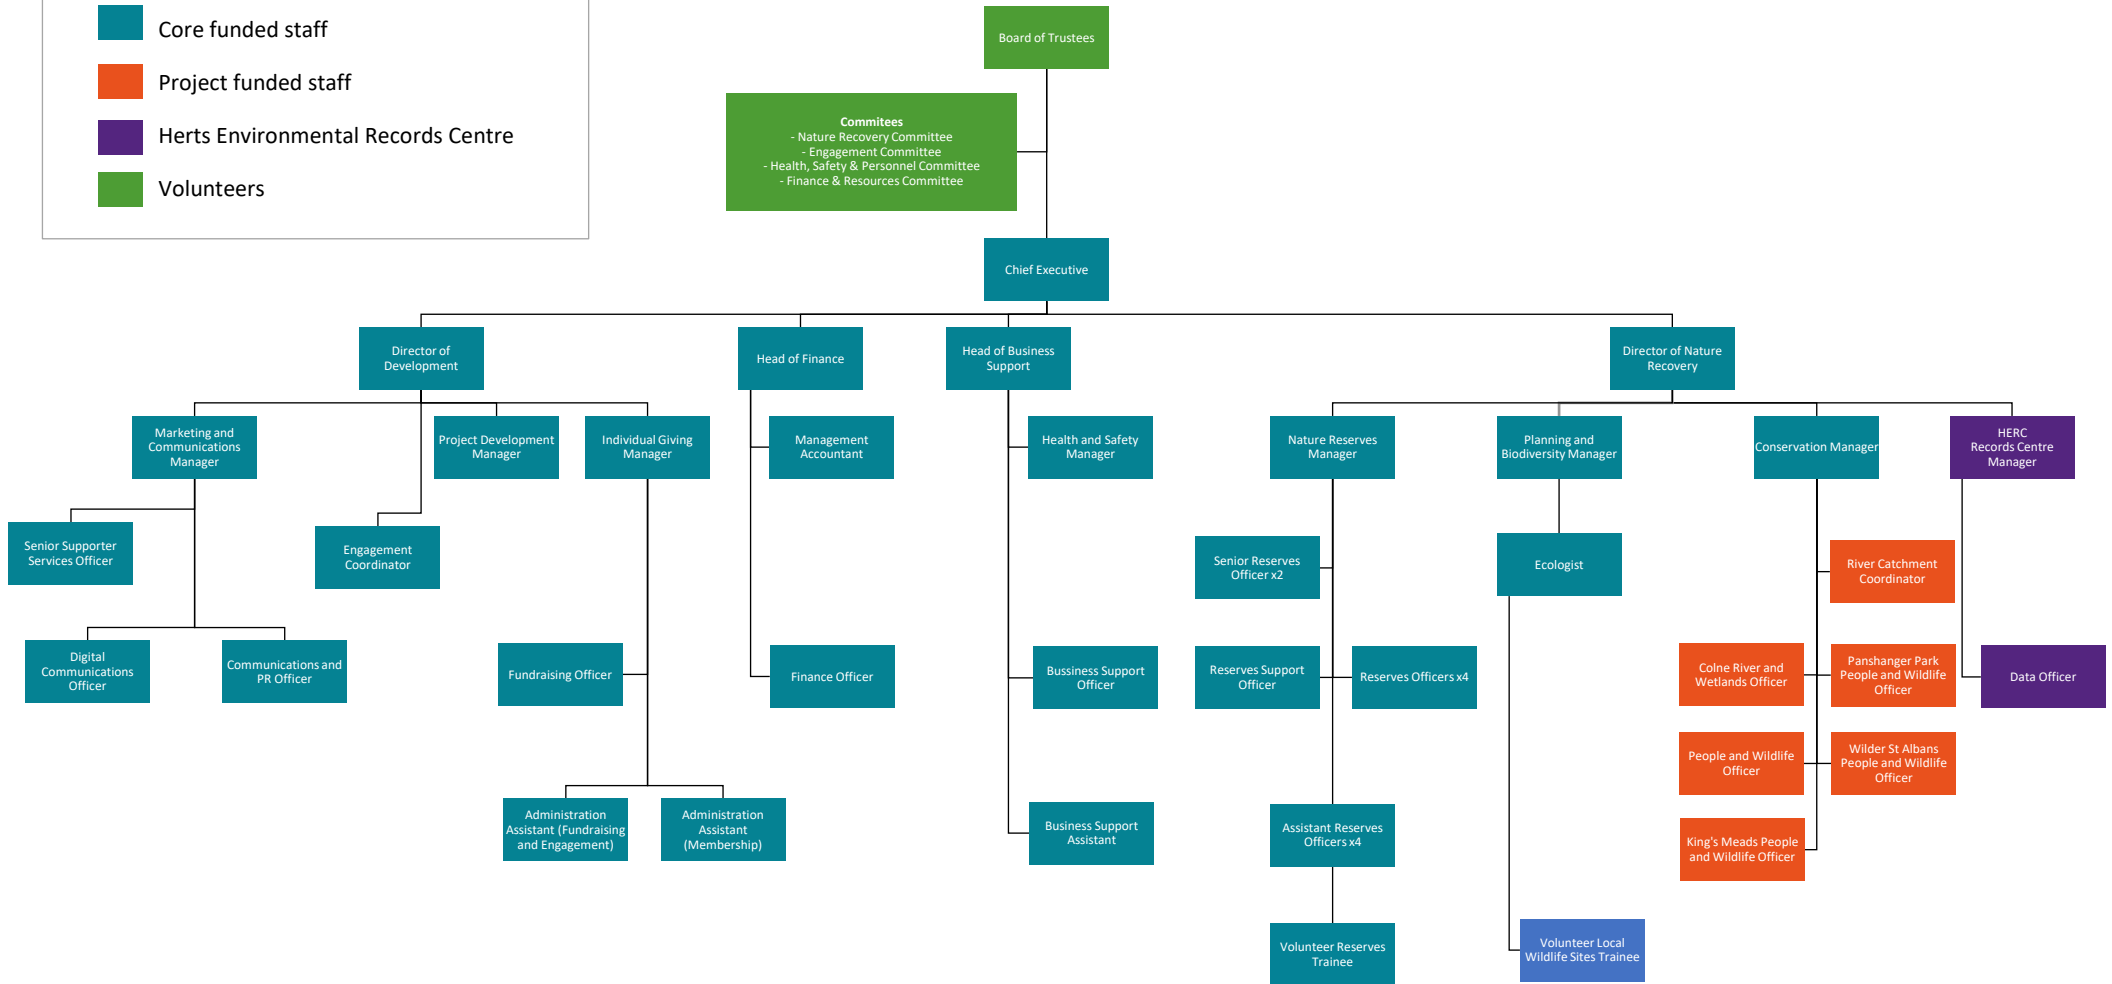 Core funded staff
Project funded staff
Herts Environmental Records Centre
Volunteers
Board of Trustees
Commitees
- Nature Recovery Committee
- Engagement Committee
- Health, Safety & Personnel Committee
- Finance & Resources Committee
Chief Executive
Director of
Development
Head of Finance
Head of Business
Support
Director of Nature
Recovery
Marketing and
Communications
Manager
Project Development
Manager
Individual Giving
Manager
Management
Accountant
Health and Safety
Manager
Nature Reserves
Manager
Planning and
Biodiversity Manager
Conservation Manager
HERC
Records Centre
Manager
Senior Supporter
Services Officer
Engagement
Coordinator
Senior Reserves
Officer x2
Ecologist
River Catchment
Coordinator
Digital
Communications
Officer
Communications and
PR Officer
Fundraising Officer
Finance Officer
Bussiness Support
Officer
Reserves Support
Officer
Reserves Officers x4
Colne River and
Wetlands Officer
Panshanger Park
People and Wildlife
Officer
Data Officer
People and Wildlife
Officer
Wilder St Albans
People and Wildlife
Officer
Administration
Assistant (Fundraising
and Engagement)
Administration
Assistant
(Membership)
Business Support
Assistant
Assistant Reserves
Officers x4
King's Meads People
and Wildlife Officer
Volunteer Reserves
Trainee
Volunteer Local
Wildlife Sites Trainee